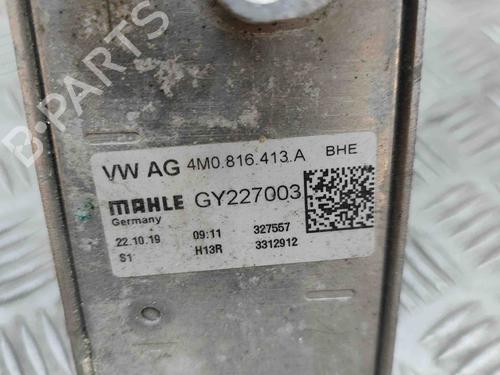 B-PARTS
VW AG 4M0.816.413.A BHE
MAHLE GY227003
Germany
22.10.19 09:11 327557
S1 H13R 3312912